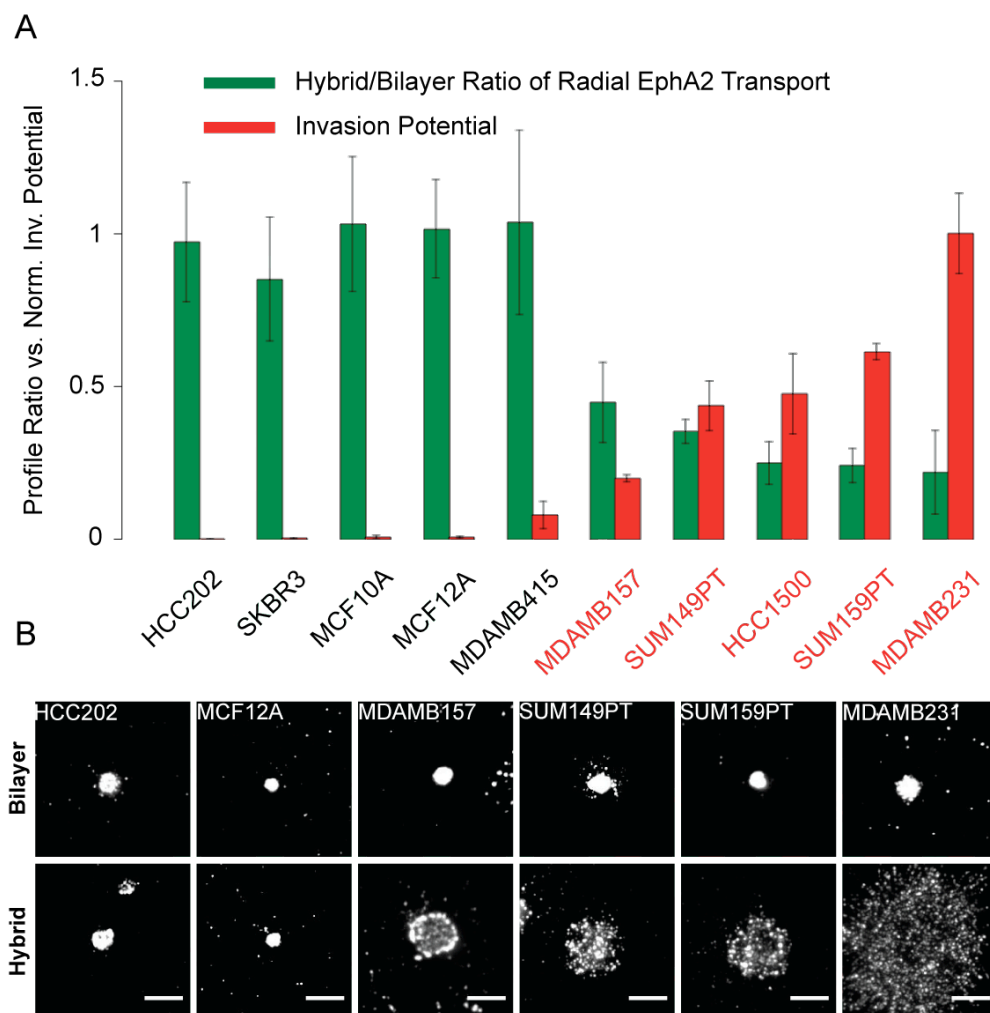 A
Hybrid/Bilayer Ratio of Radial EphA2 Transport
Invasion Potential
Profile Ratio vs. Norm. Inv. Potential
1.5
1
0.5
0
HCC202
SKBR3
MCF10A
MCF12A
MDAMB415
MDAMB157
SUM149PT
HCC1500
SUM159PT
MDAMB231
B
HCC202 MCF12A MDAMB157 SUM149PT SUM159PT MDAMB231
Bilayer
Hybrid